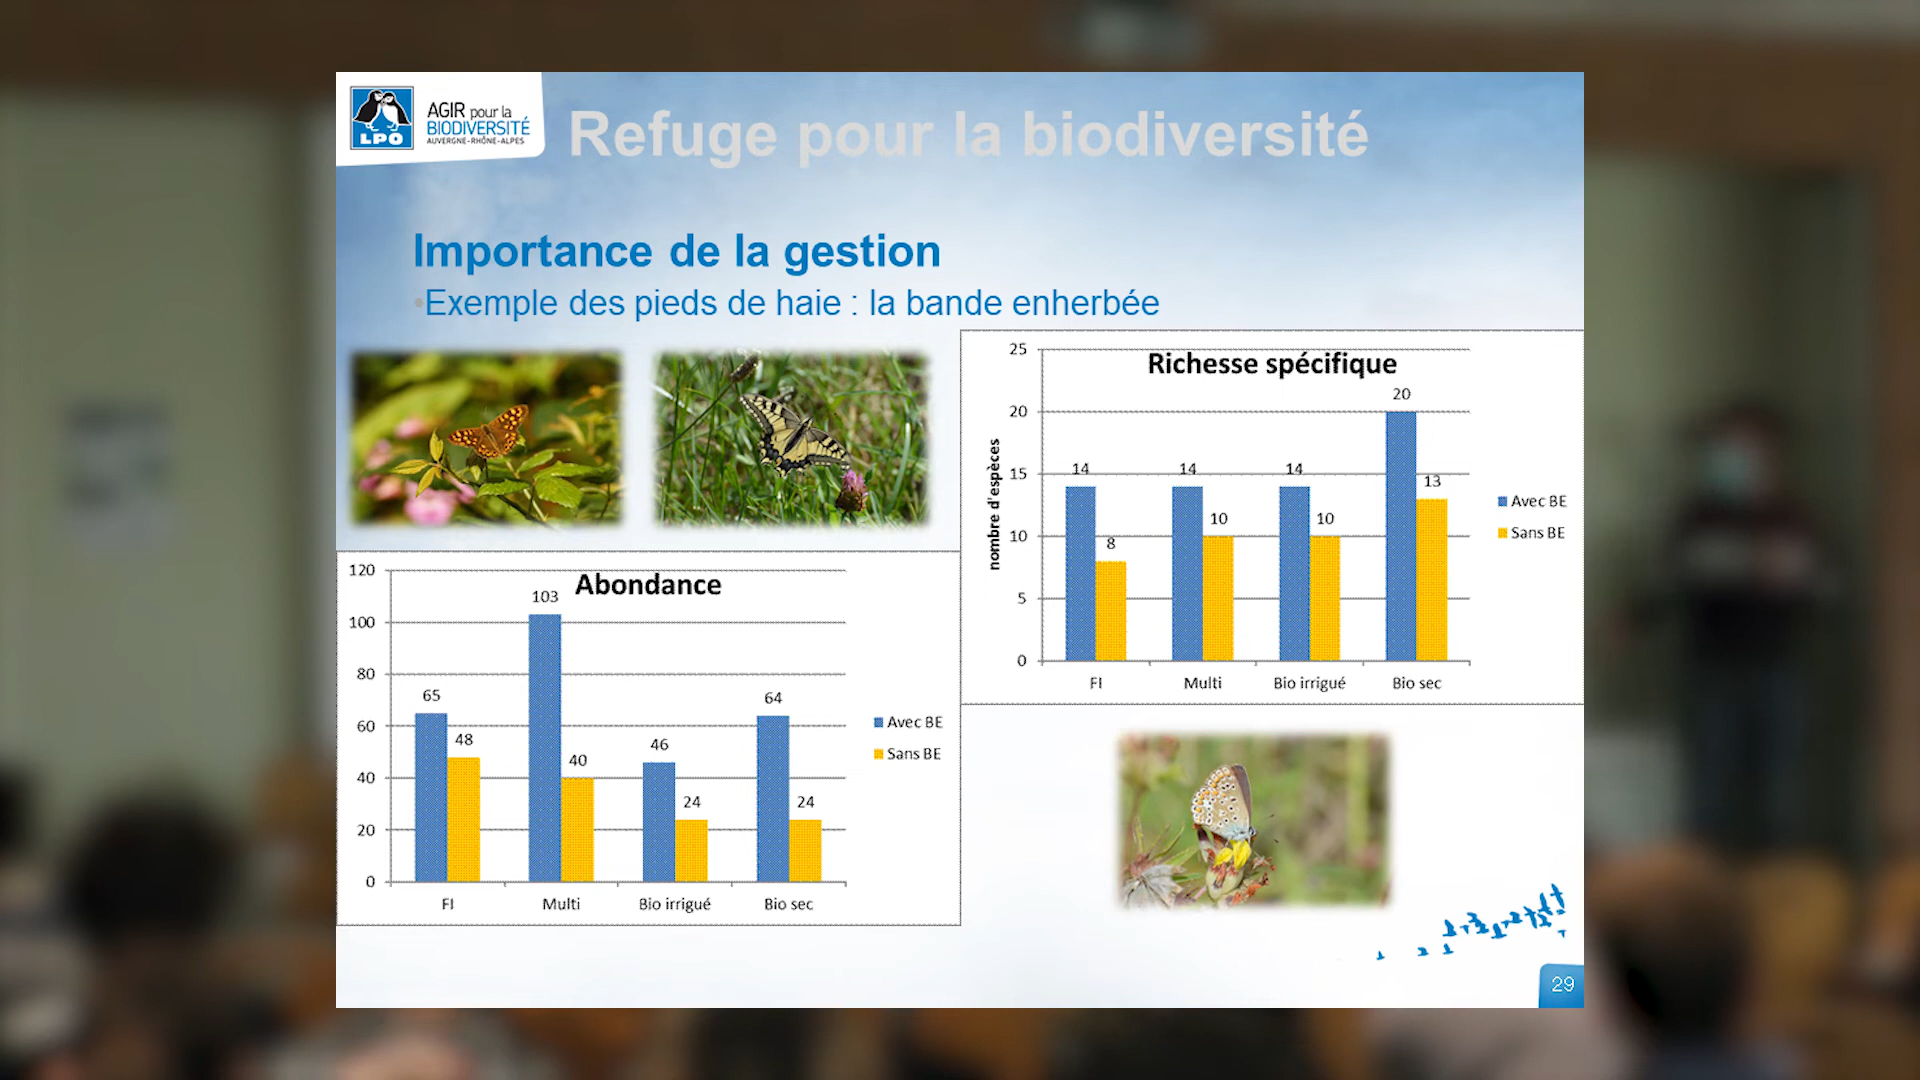 LPO
AGIR pour la
BIODIVERSITÉ
AUVERGNE-RHÔNE-ALPES
Refuge pour la biodiversité
Importance de la gestion
•Exemple des pieds de haie : la bande enherbée
Richesse spécifique
nombre d'espèces
25
20
15
10
5
0
14
8
14
10
14
10
20
13
FI
Multi
Bio irrigué
Bio sec
Avec BE
Sans BE
Abondance
120
100
80
60
40
20
0
65
48
103
40
46
24
64
24
FI
Multi
Bio irrigué
Bio sec
Avec BE
Sans BE
29